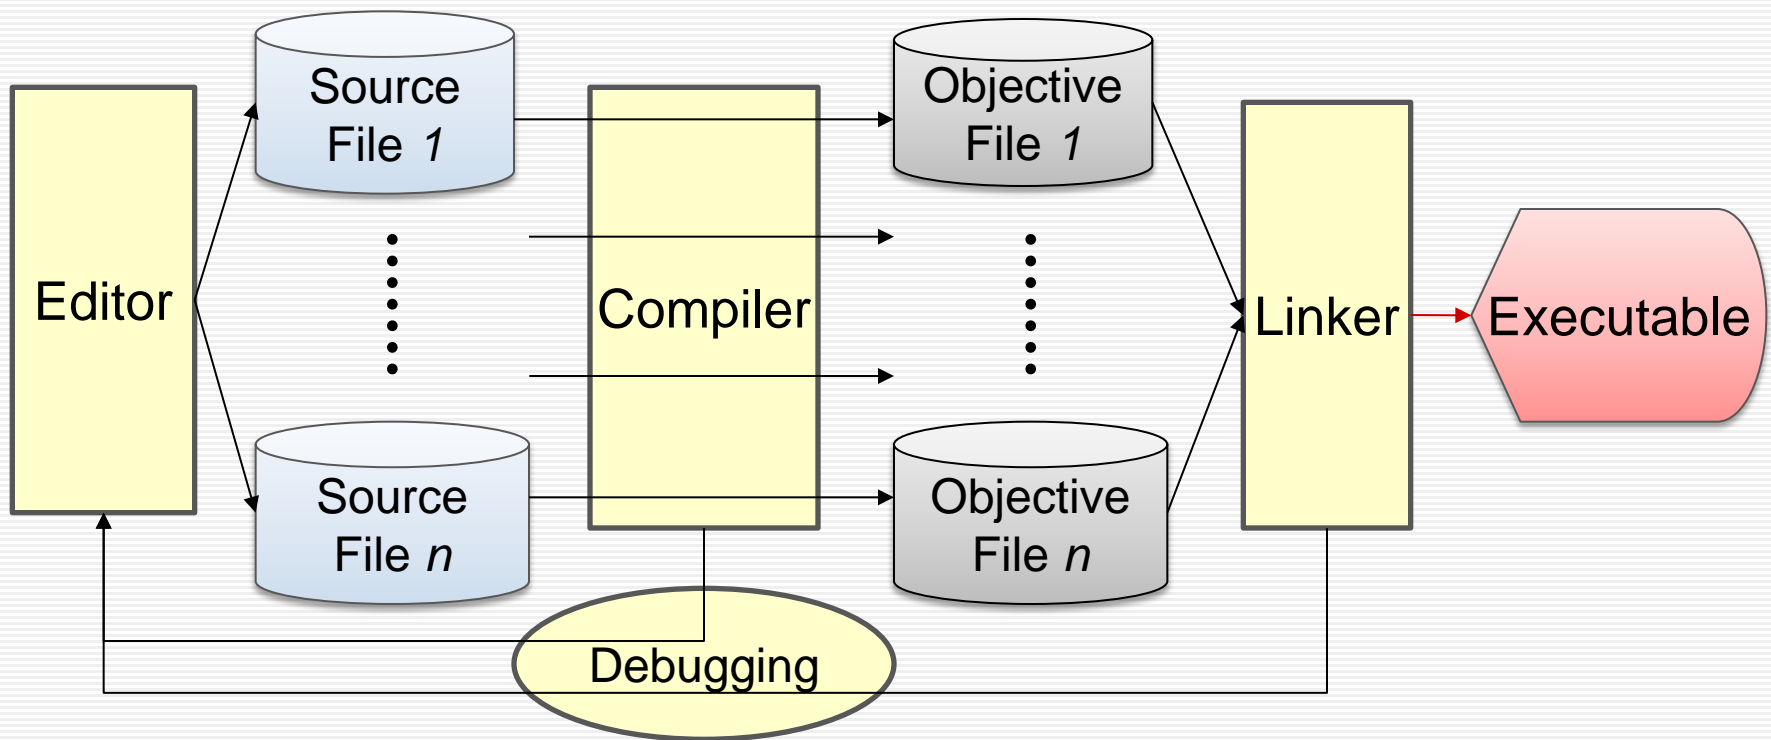 Editor
Source
File 1
Source
File n
Compiler
Debugging
Objective
File 1
Objective
File n
Linker
Executable